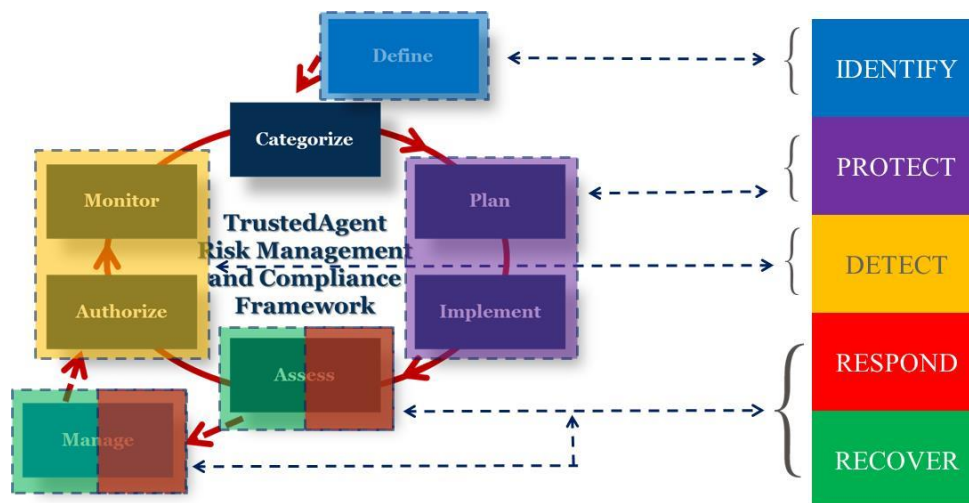 Define
IDENTIFY
Categorize
PROTECT
Monitor
Plan
TrustedAgent
Risk Management
and Compliance
Framework
DETECT
Authorize
Implement
Assess
RESPOND
Manage
RECOVER